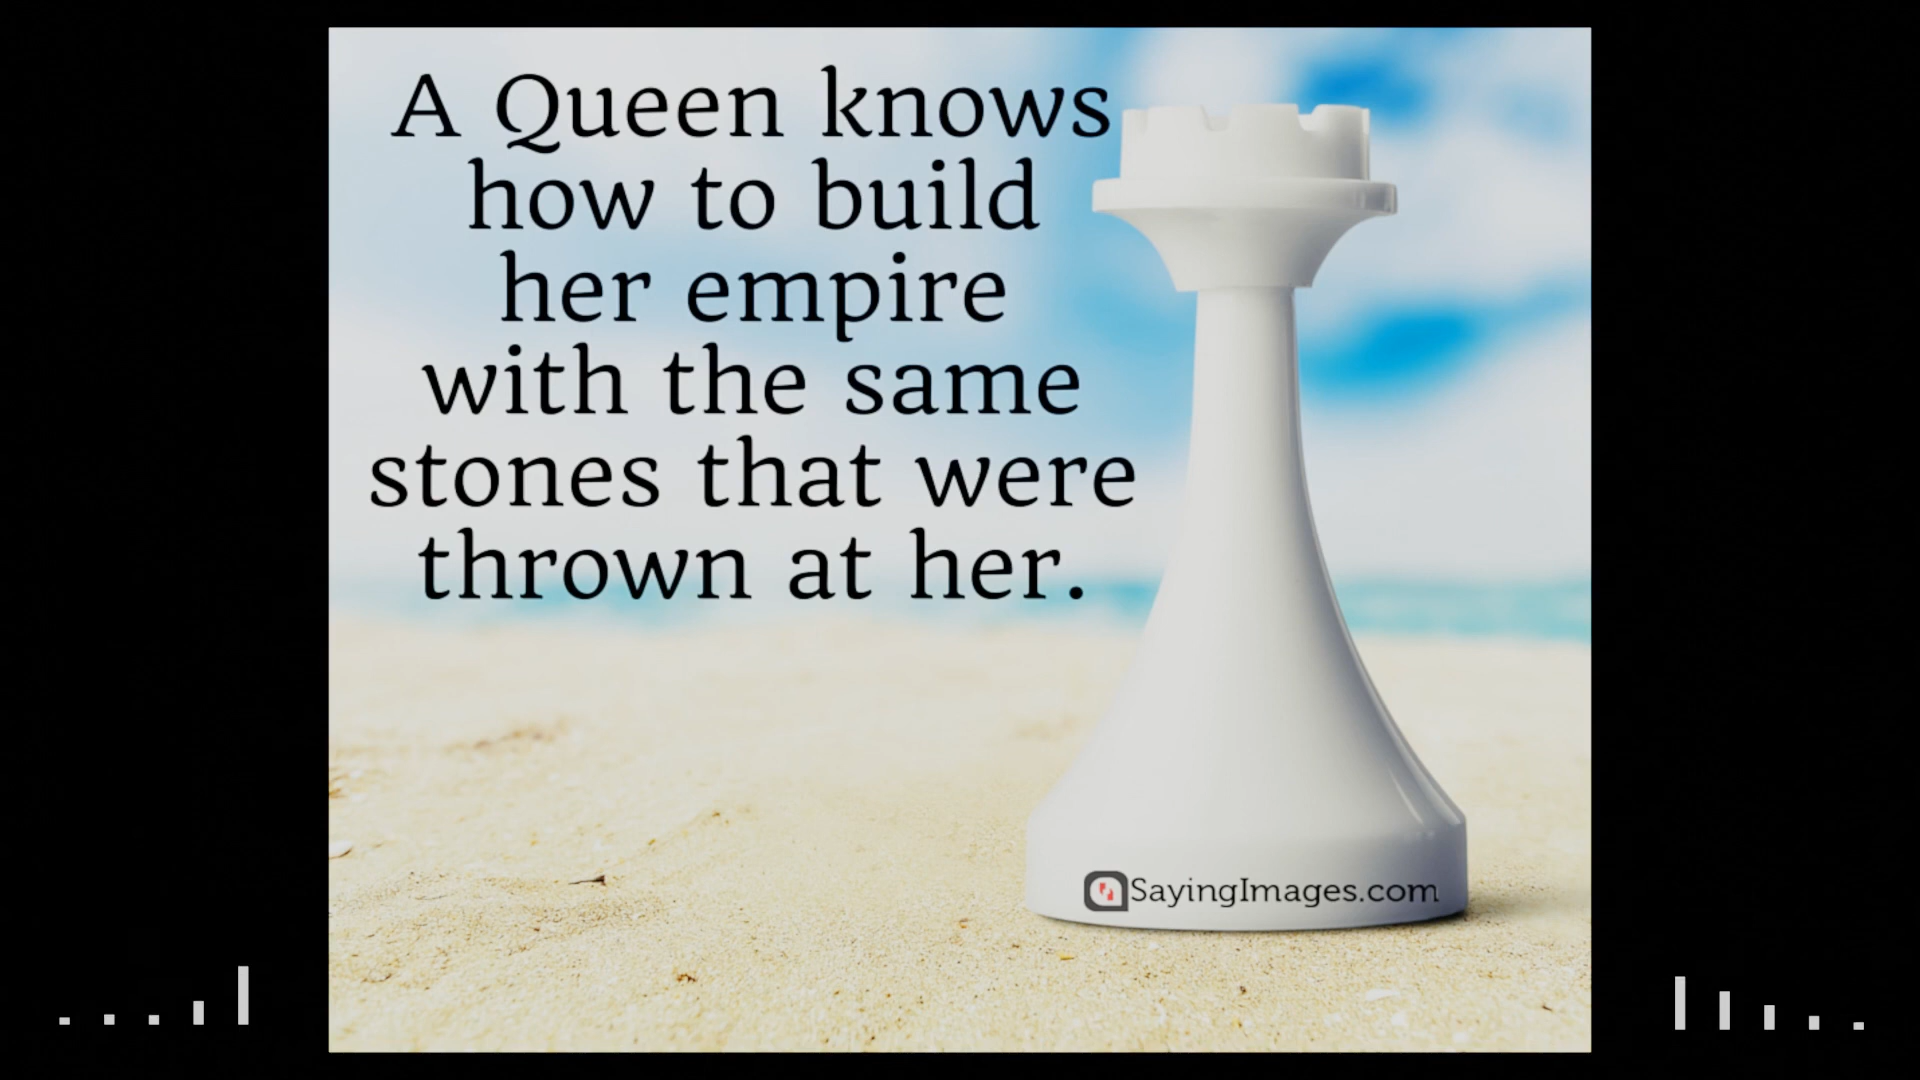 A Queen knows
how to build
her empire
with the same
stones that were
thrown at her.
SayingImages.com